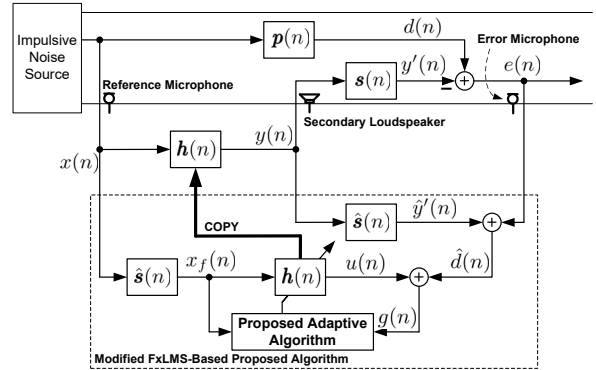 Impulsive
Noise
Source
p(n)
d(n)
Error Microphone
s(n)
y′(n)
e(n)
Reference Microphone
Secondary Loudspeaker
x(n)
h(n)
y(n)
COPY
ŝ(n)
ŷ′(n)
ŝ(n)
x_f(n)
h(n)
u(n)
d̂(n)
g(n)
Proposed Adaptive
Algorithm
Modified FxLMS-Based Proposed Algorithm